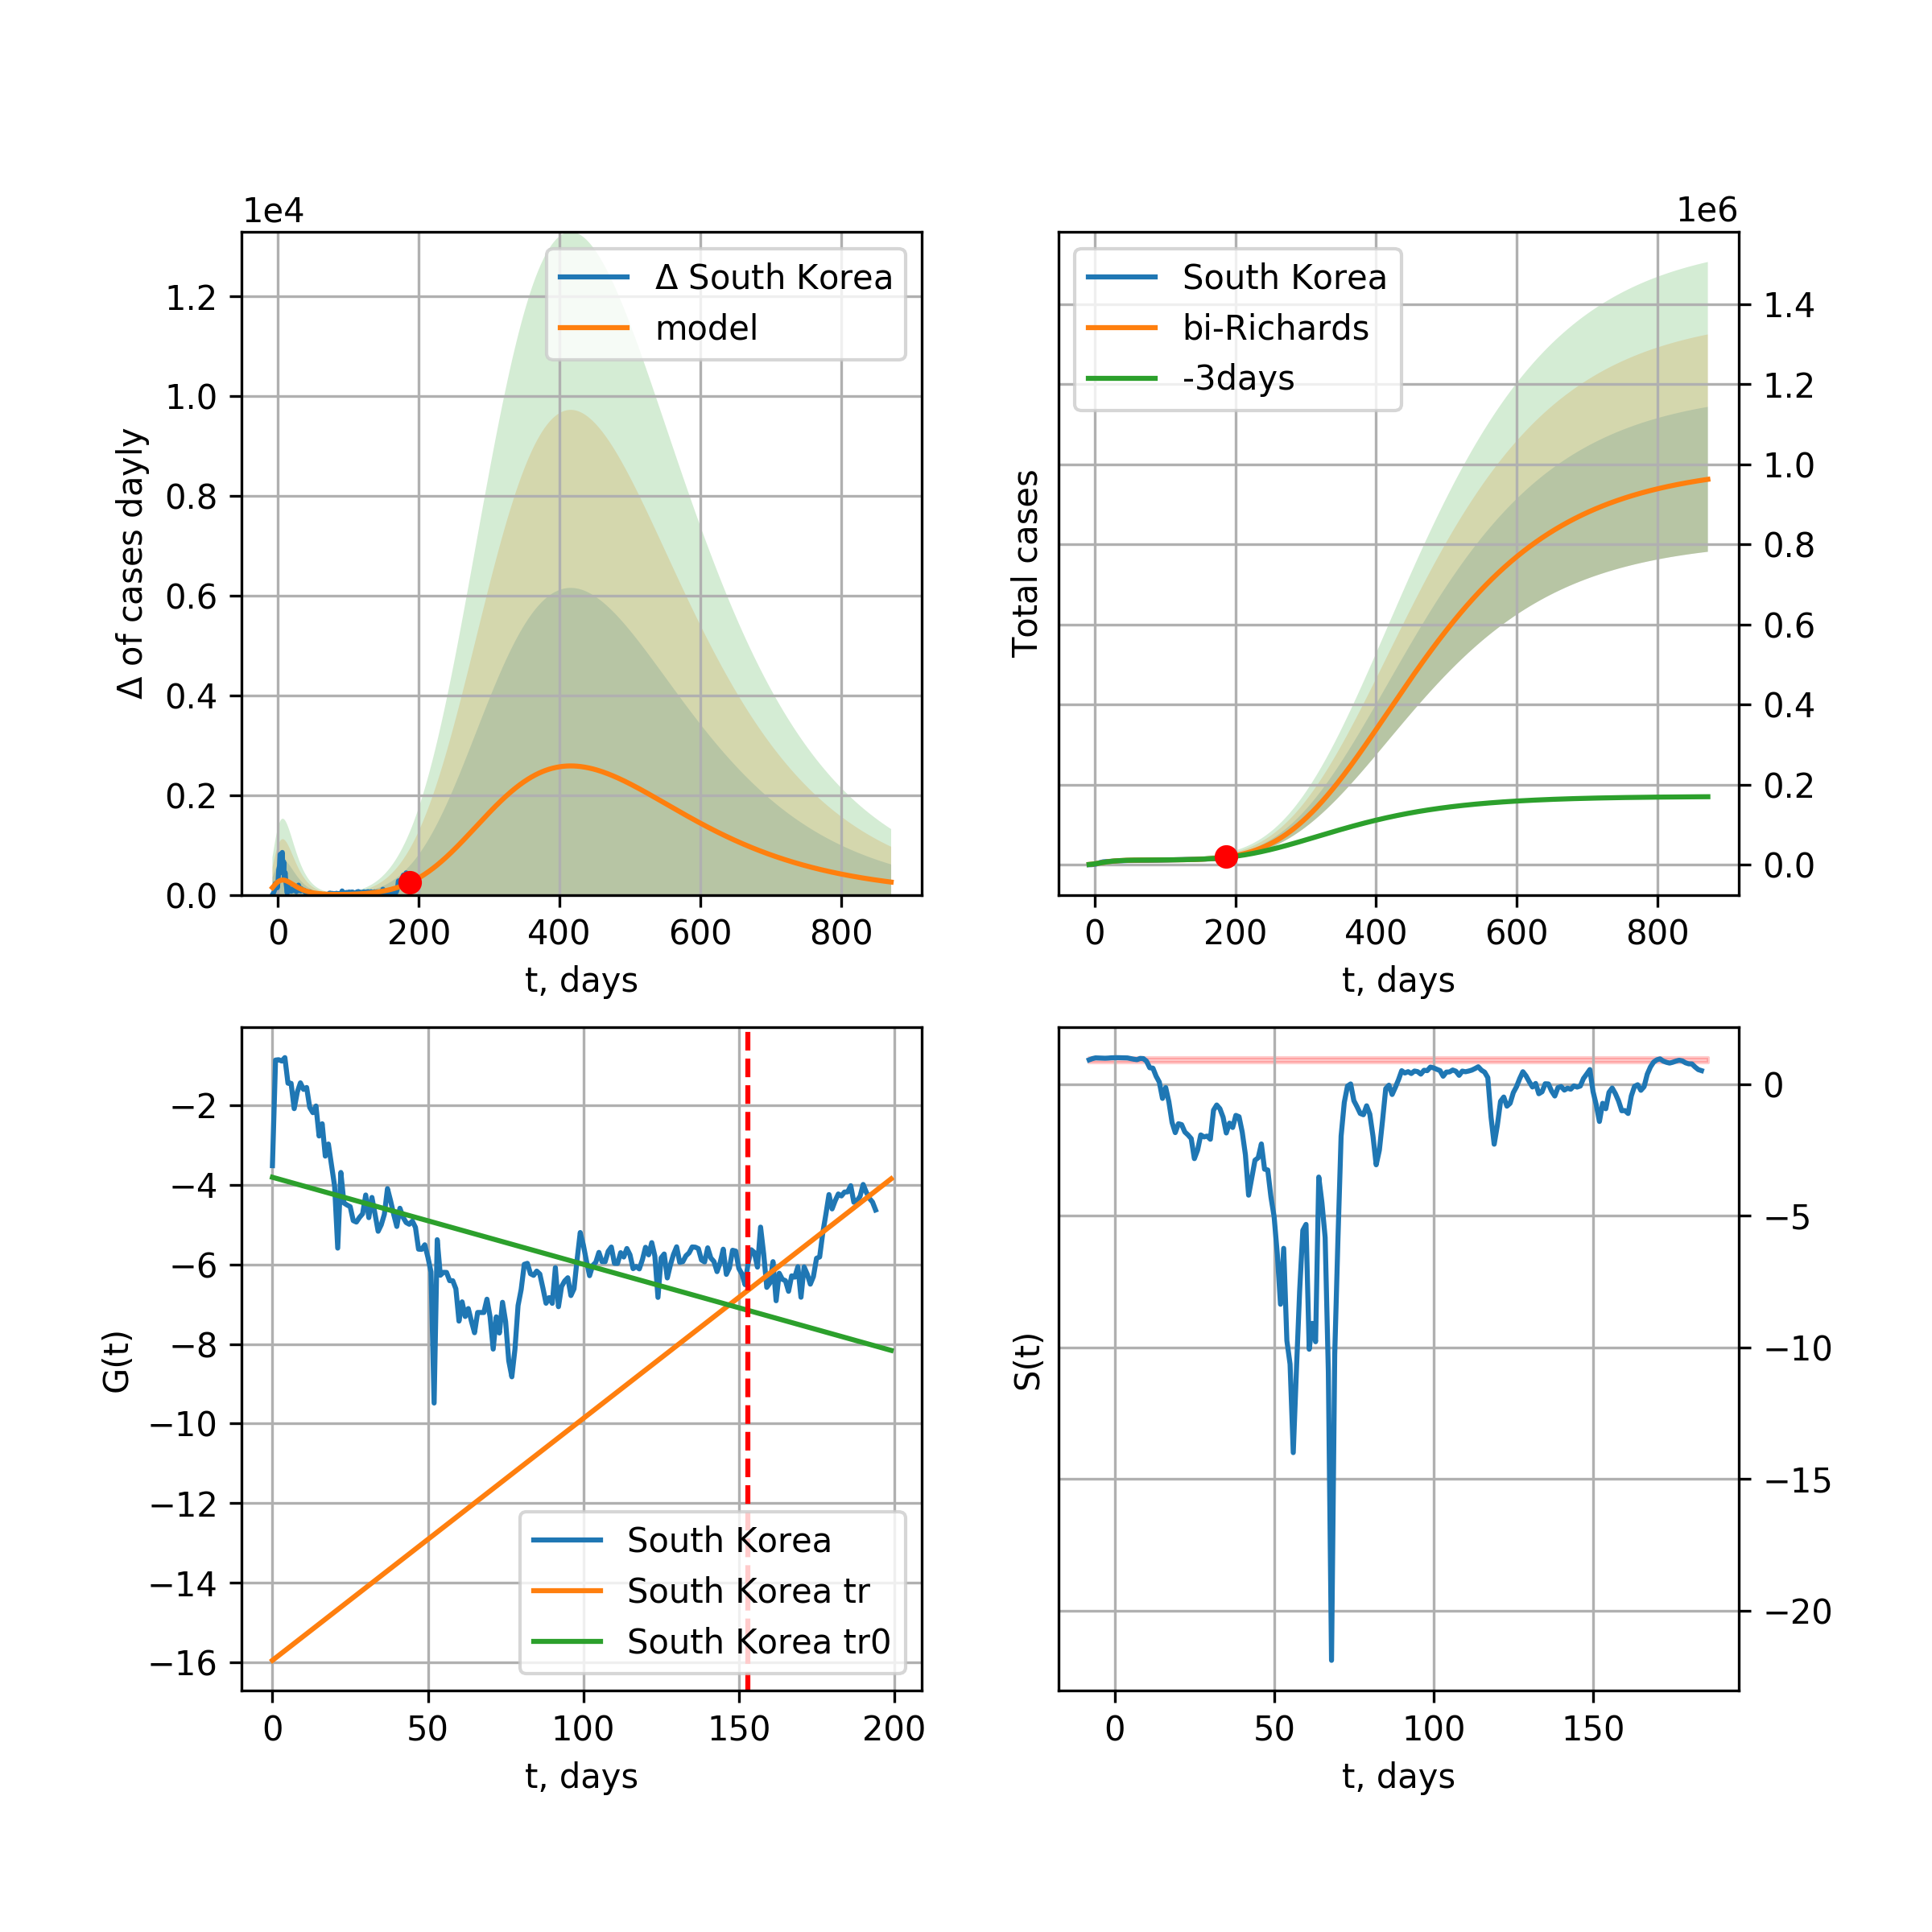 1e4
Δ South Korea
model
1.2
1.0
0.8
0.6
0.4
0.2
0.0
Δ of cases dayly
0 200 400 600 800
t, days
1e6
South Korea
bi-Richards
-3days
1.4
1.2
1.0
0.8
0.6
0.4
0.2
0.0
Total cases
0 200 400 600 800
t, days
−2
−4
−6
−8
−10
−12
−14
−16
G(t)
South Korea
South Korea tr
South Korea tr0
0 50 100 150 200
t, days
0
−5
−10
−15
−20
S(t)
0 50 100 150
t, days